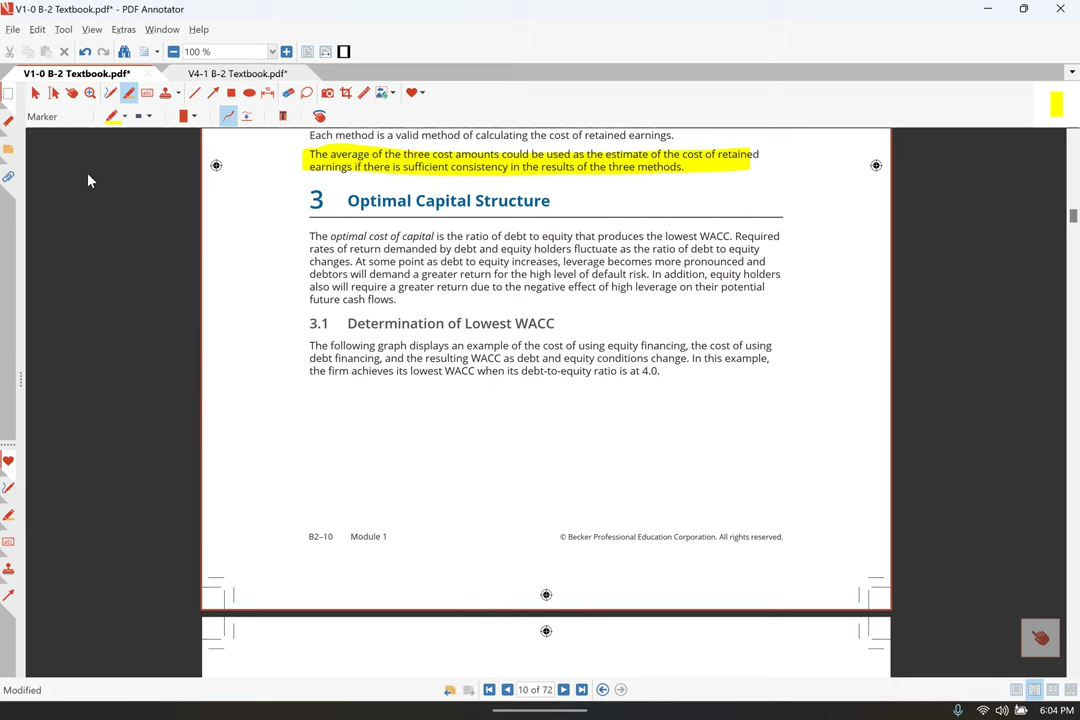 V1-0 B-2 Textbook.pdf* - PDF Annotator
File Edit Tool View Extras Window Help
100 %
V1-0 B-2 Textbook.pdf* V4-1 B-2 Textbook.pdf*
Marker
Each method is a valid method of calculating the cost of retained earnings.
The average of the three cost amounts could be used as the estimate of the cost of retained
earnings if there is sufficient consistency in the results of the three methods.
3 Optimal Capital Structure
The optimal cost of capital is the ratio of debt to equity that produces the lowest WACC. Required
rates of return demanded by debt and equity holders fluctuate as the ratio of debt to equity
changes. At some point as debt to equity increases, leverage becomes more pronounced and
debtors will demand a greater return for the high level of default risk. In addition, equity holders
also will require a greater return due to the negative effect of high leverage on their potential
future cash flows.
3.1 Determination of Lowest WACC
The following graph displays an example of the cost of using equity financing, the cost of using
debt financing, and the resulting WACC as debt and equity conditions change. In this example,
the firm achieves its lowest WACC when its debt-to-equity ratio is at 4.0.
B2–10 Module 1 © Becker Professional Education Corporation. All rights reserved.
Modified 10 of 72
6:04 PM